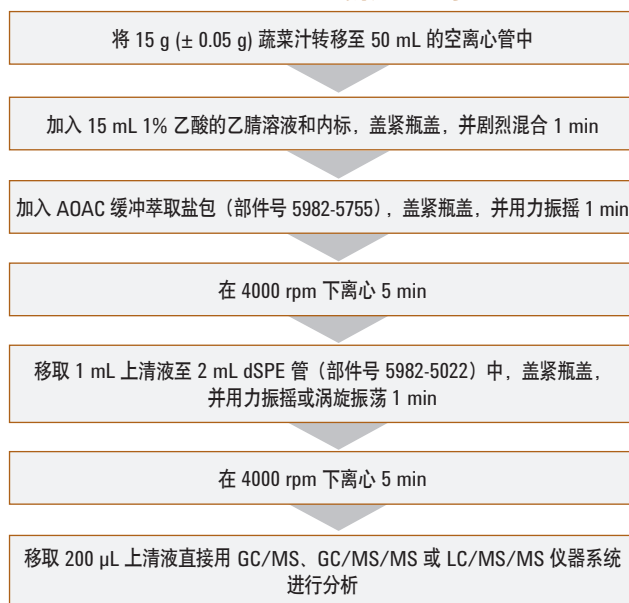 将 15 g (± 0.05 g) 蔬菜汁转移至 50 mL 的空离心管中
加入 15 mL 1% 乙酸的乙腈溶液和内标，盖紧瓶盖，并剧烈混合 1 min
加入 AOAC 缓冲萃取盐包（部件号 5982-5755），盖紧瓶盖，并用力振摇 1 min
在 4000 rpm 下离心 5 min
移取 1 mL 上清液至 2 mL dSPE 管（部件号 5982-5022）中，盖紧瓶盖，
并用力振摇或涡旋振荡 1 min
在 4000 rpm 下离心 5 min
移取 200 µL 上清液直接用 GC/MS、GC/MS/MS 或 LC/MS/MS 仪器系统
进行分析